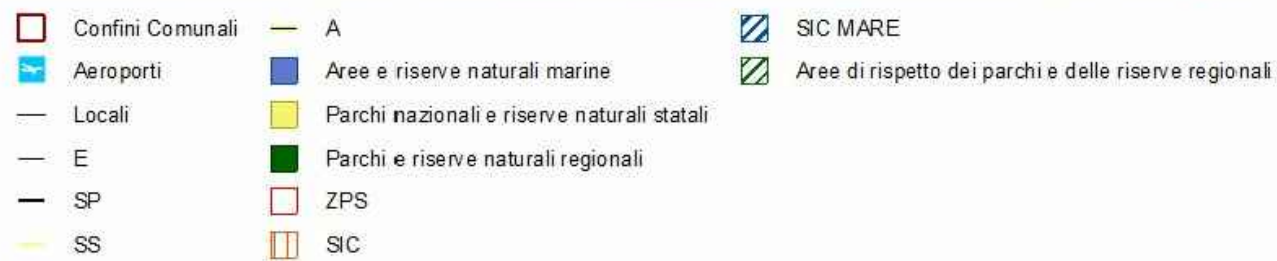 Confini Comunali
Aeroporti
Locali
E
SP
SS
A
Aree e riserve naturali marine
Parchi nazionali e riserve naturali statali
Parchi e riserve naturali regionali
ZPS
SIC
SIC MARE
Aree di rispetto dei parchi e delle riserve regionali